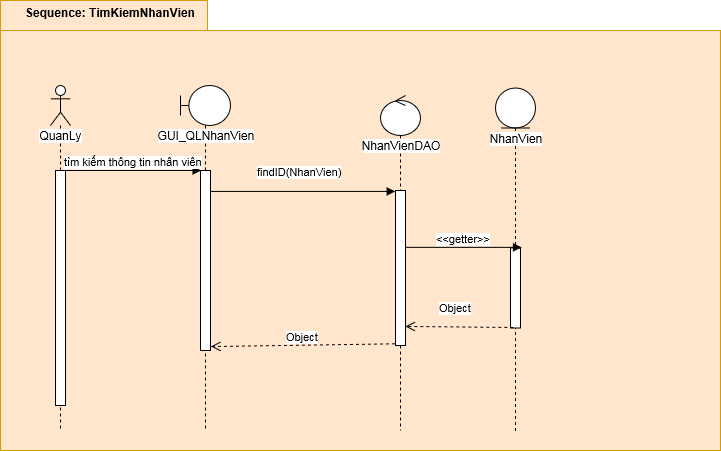 Sequence: TimKiemNhanVien
QuanLy
GUI_QLNhanVien
NhanVienDAO
NhanVien
tìm kiếm thông tin nhân viên
findID(NhanVien)
<<getter>>
Object
Object